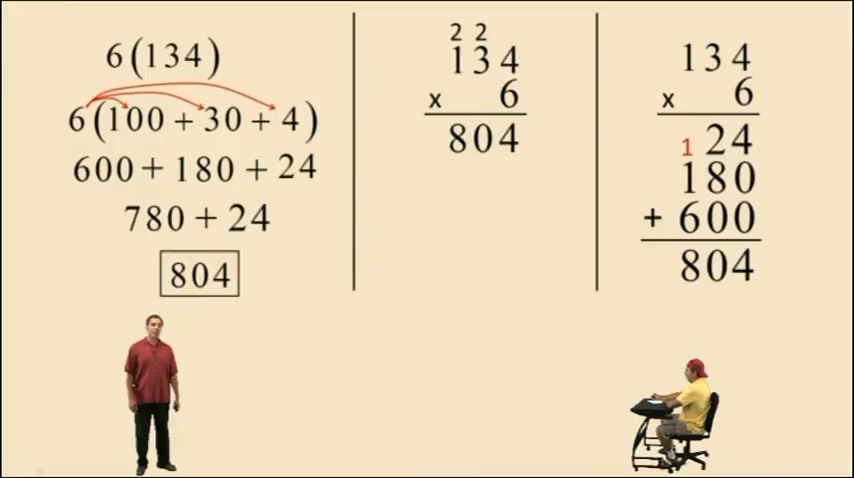 6(134)
6(100 + 30 + 4)
600 + 180 + 24
780 + 24
804
2 2
134
x 6
804
134
x 6
1 24
180
+ 600
804